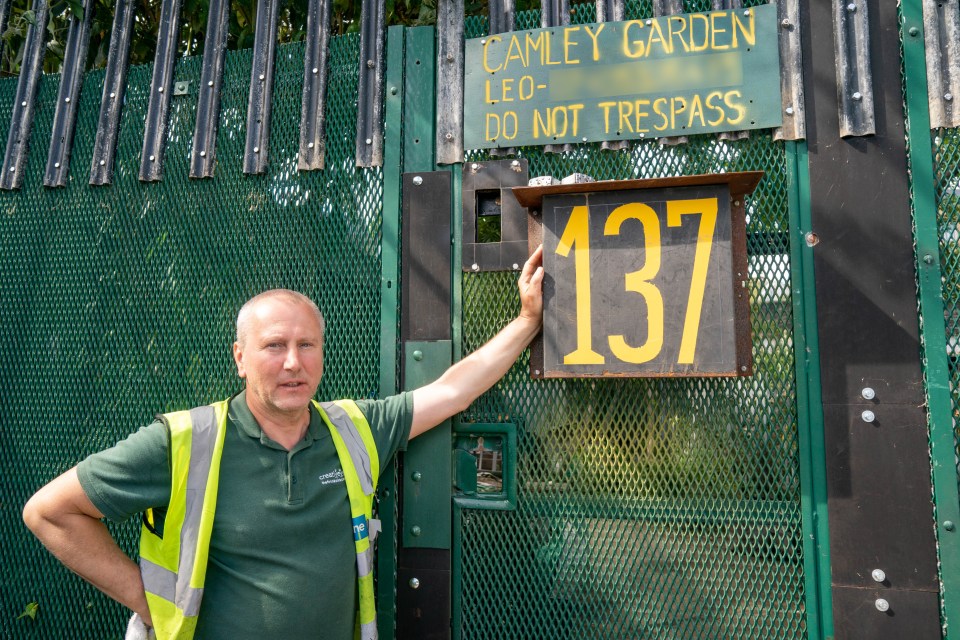 CAMLEY GARDEN
LEO-
DO NOT TRESPASS
137